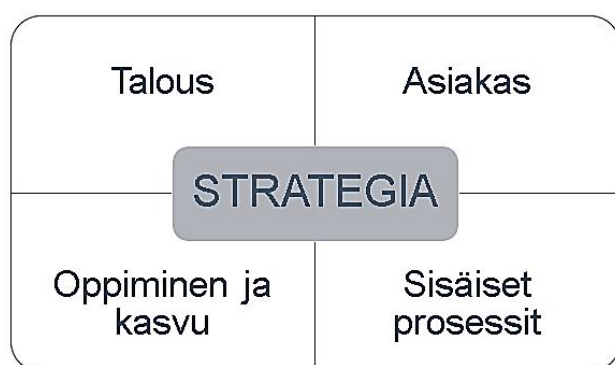 Talous
Asiakas
STRATEGIA
Oppiminen ja
kasvu
Sisäiset
prosessit